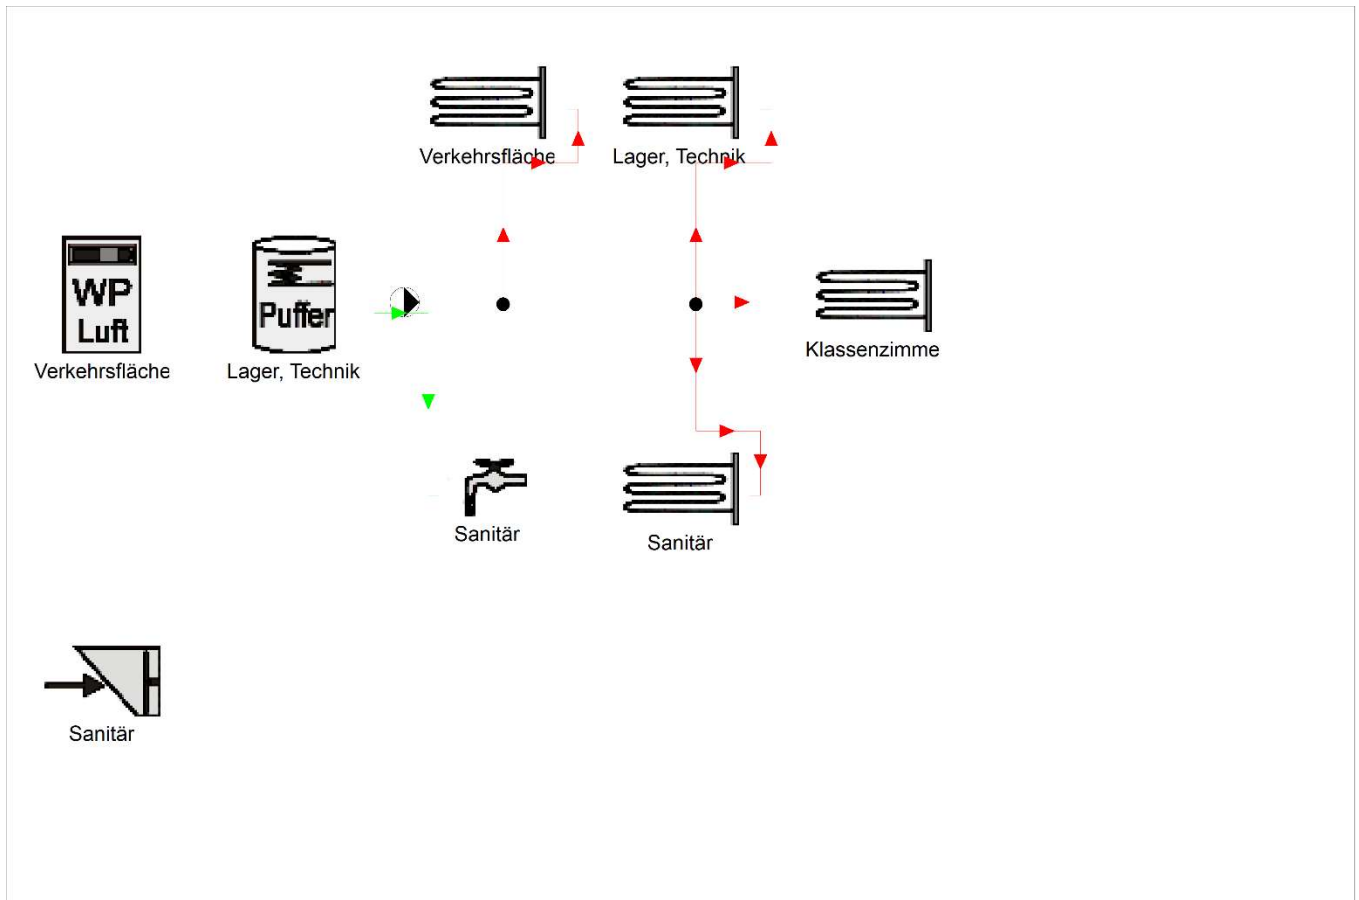 Verkehrsfläche
Lager, Technik
WP
Luft
Verkehrsfläche
Puffer
Lager, Technik
Klassenzimme
Sanitär
Sanitär
Sanitär